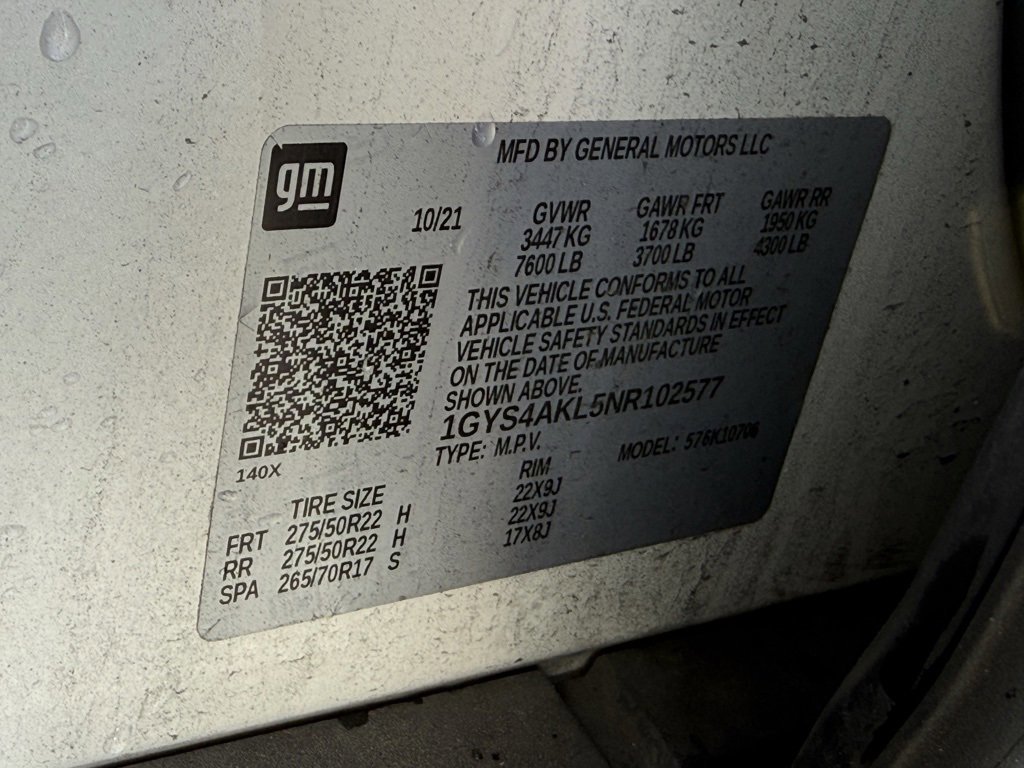 gm
MFD BY GENERAL MOTORS LLC
10/21
GVWR GAWR FRT GAWR RR
3447 KG 1678 KG 1950 KG
7600 LB 3700 LB 4300 LB
THIS VEHICLE CONFORMS TO ALL
APPLICABLE U.S. FEDERAL MOTOR
VEHICLE SAFETY STANDARDS IN EFFECT
ON THE DATE OF MANUFACTURE
SHOWN ABOVE.
1GYS4AKL5NR102577
TYPE: M.P.V. MODEL: 576K10706
140X
TIRE SIZE RIM
FRT 275/50R22 H 22X9J
RR 275/50R22 H 22X9J
SPA 265/70R17 S 17X8J